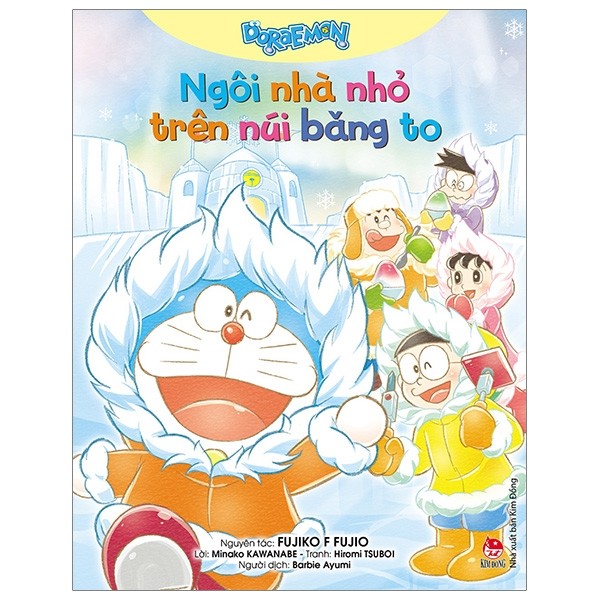 DORAEMON
Ngôi nhà nhỏ
trên núi băng to
Nguyên tác: FUJIKO F FUJIO
Lời: Minako KAWANABE - Tranh: Hiromi TSUBOI
Người dịch: Barbie Ayumi
KIM ĐỒNG
Nhà xuất bản Kim Đồng